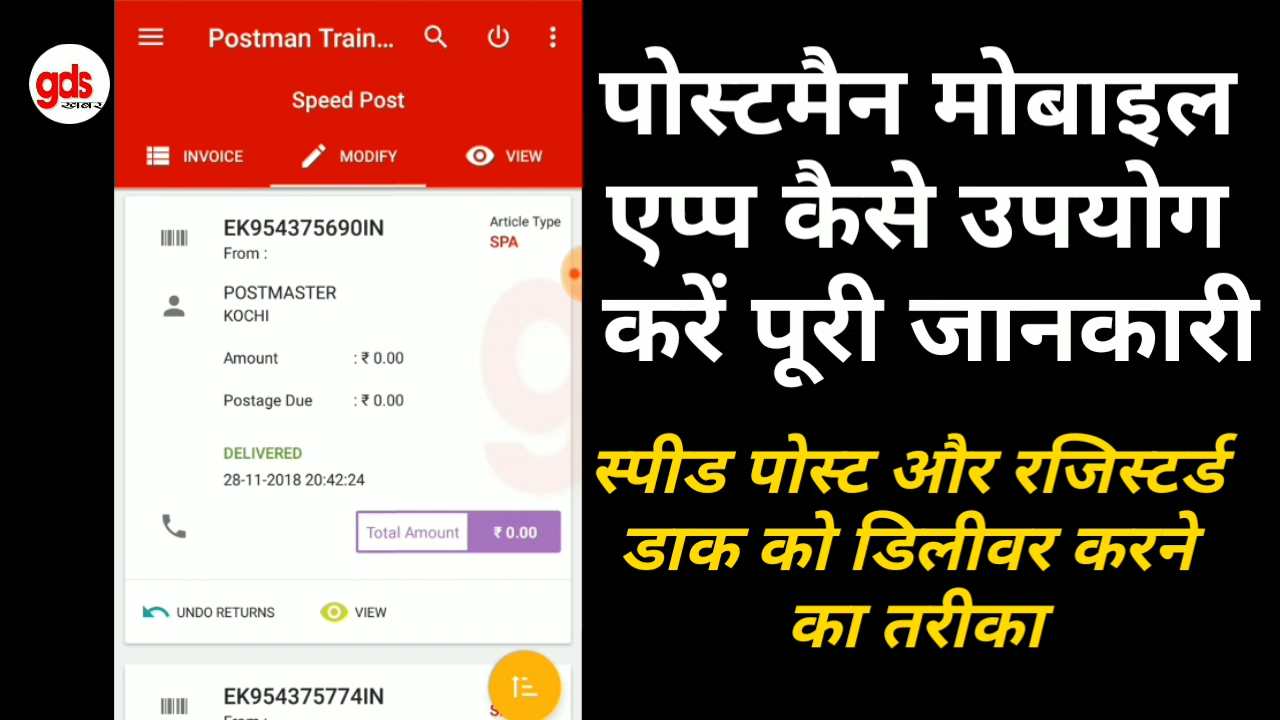 gds
खबर
Postman Train...
Speed Post
INVOICE
MODIFY
VIEW
EK954375690IN
Article Type
From :
SPA
POSTMASTER
KOCHI
Amount : ₹ 0.00
Postage Due : ₹ 0.00
DELIVERED
28-11-2018 20:42:24
Total Amount ₹ 0.00
UNDO RETURNS
VIEW
EK954375774IN
पोस्टमैन मोबाइल
एप्प कैसे उपयोग
करें पूरी जानकारी
स्पीड पोस्ट और रजिस्टर्ड
डाक को डिलीवर करने
का तरीका